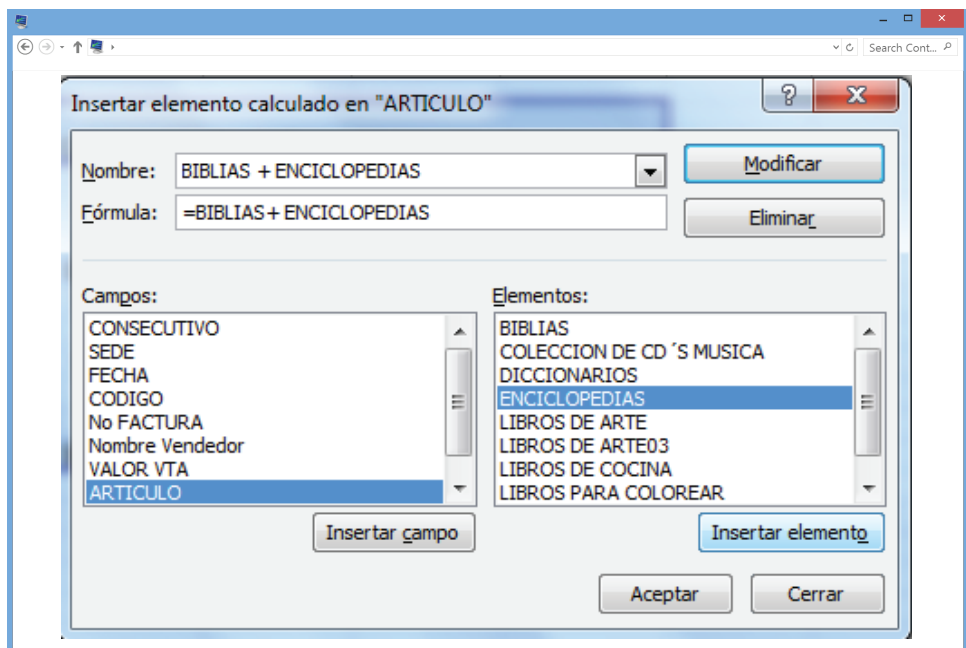 Search Cont...
Insertar elemento calculado en "ARTICULO"
Nombre: BIBLIAS + ENCICLOPEDIAS Modificar
Fórmula: =BIBLIAS+ ENCICLOPEDIAS Eliminar
Campos: Elementos:
CONSECUTIVO BIBLIAS
SEDE COLECCION DE CD ´S MUSICA
FECHA DICCIONARIOS
CODIGO ENCICLOPEDIAS
No FACTURA LIBROS DE ARTE
Nombre Vendedor LIBROS DE ARTE03
VALOR VTA LIBROS DE COCINA
ARTICULO LIBROS PARA COLOREAR
Insertar campo Insertar elemento
Aceptar Cerrar